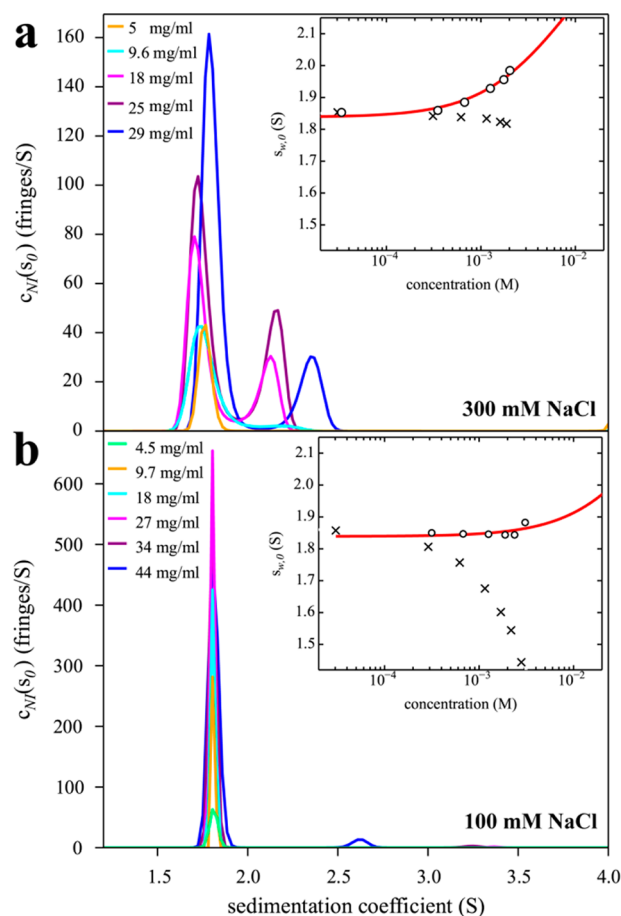 a
5 mg/ml
9.6 mg/ml
18 mg/ml
25 mg/ml
29 mg/ml
160
140
120
100
80
60
40
20
0
c_NI(s_0) (fringes/S)
2.1
2.0
1.9
1.8
1.7
1.6
1.5
s_w,0 (S)
10^-4 10^-3 10^-2
concentration (M)
300 mM NaCl
b
4.5 mg/ml
9.7 mg/ml
18 mg/ml
27 mg/ml
34 mg/ml
44 mg/ml
600
500
400
300
200
100
0
c_NI(s_0) (fringes/S)
2.1
2.0
1.9
1.8
1.7
1.6
1.5
s_w,0 (S)
10^-4 10^-3 10^-2
concentration (M)
100 mM NaCl
1.5 2.0 2.5 3.0 3.5 4.0
sedimentation coefficient (S)